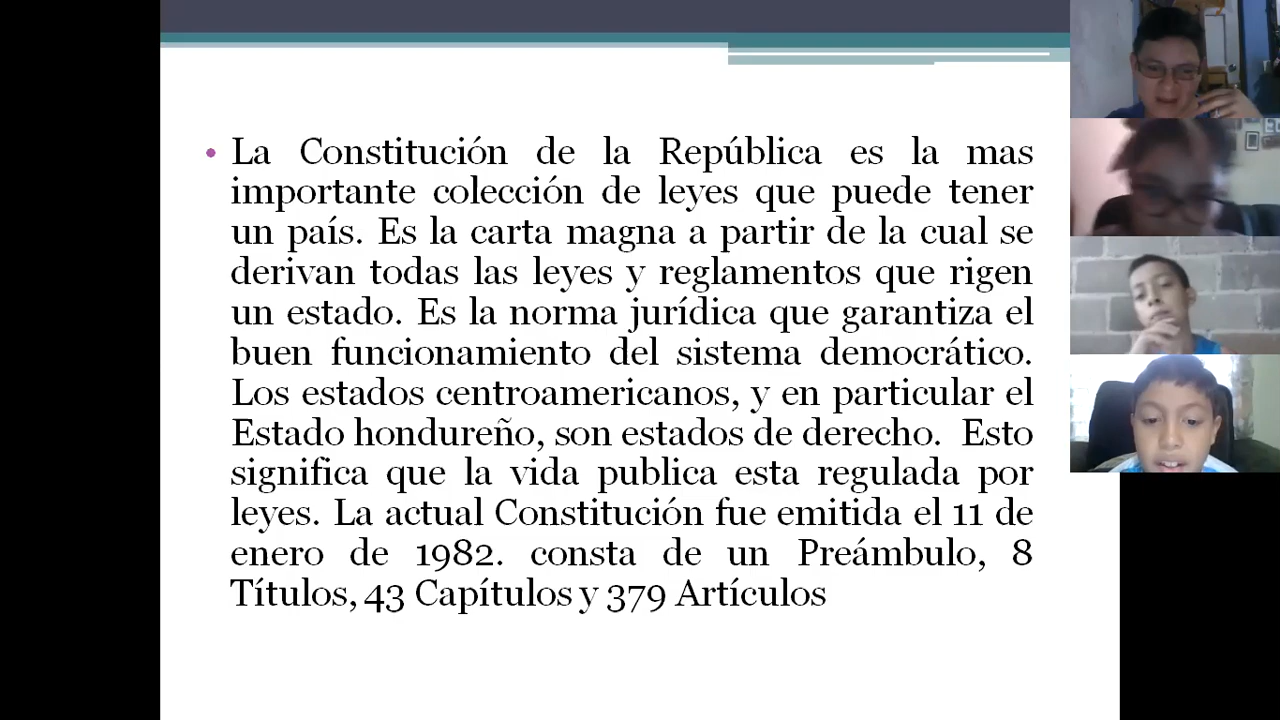 La Constitución de la República es la mas
importante colección de leyes que puede tener
un país. Es la carta magna a partir de la cual se
derivan todas las leyes y reglamentos que rigen
un estado. Es la norma jurídica que garantiza el
buen funcionamiento del sistema democrático.
Los estados centroamericanos, y en particular el
Estado hondureño, son estados de derecho. Esto
significa que la vida publica esta regulada por
leyes. La actual Constitución fue emitida el 11 de
enero de 1982. consta de un Preámbulo, 8
Títulos, 43 Capítulos y 379 Artículos